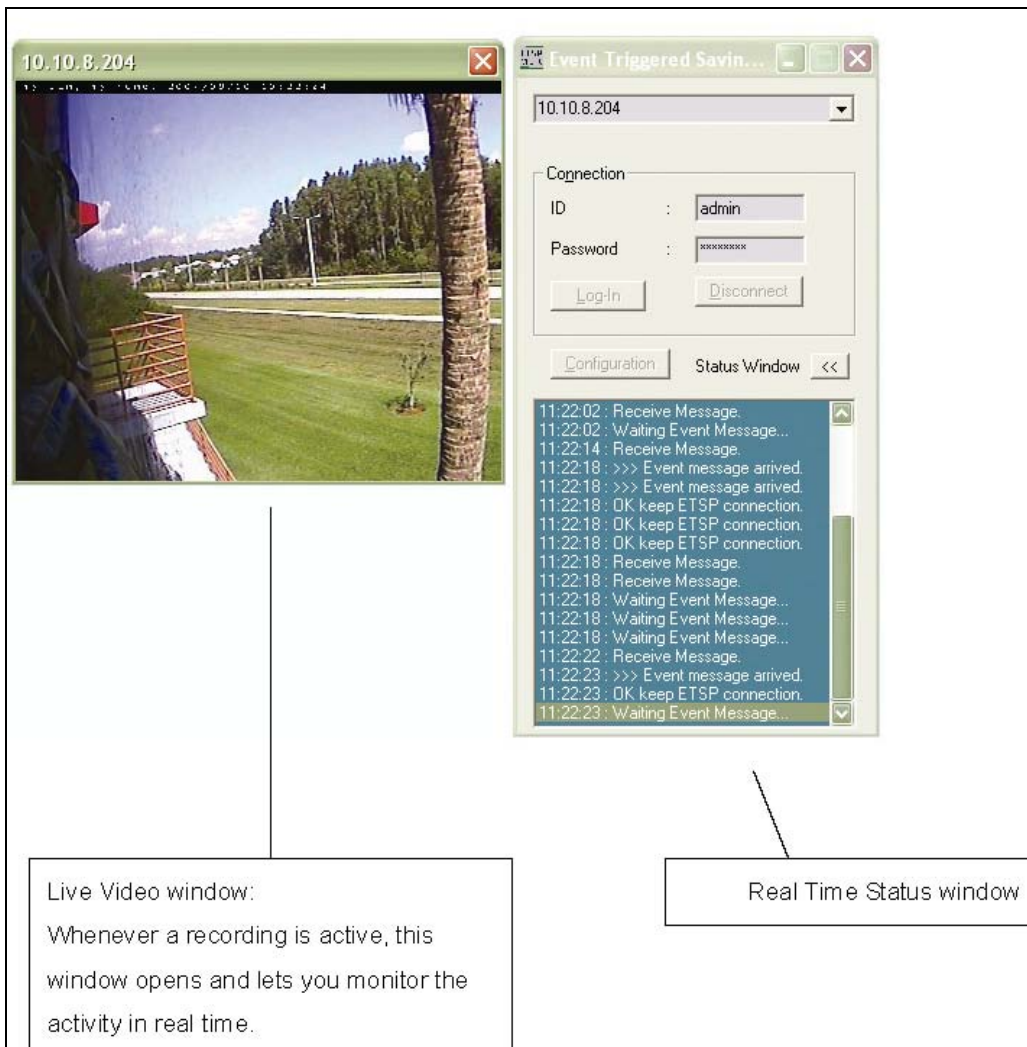 10.10.8.204
Event Triggered Savin...
10.10.8.204
Connection
ID :
admin
Password :
********
Log-In
Disconnect
Configuration
Status Window
<<
11:22:02 : Receive Message.
11:22:02 : Waiting Event Message...
11:22:14 : Receive Message.
11:22:18 : >>> Event message arrived.
11:22:18 : >>> Event message arrived.
11:22:18 : OK keep ETSP connection.
11:22:18 : OK keep ETSP connection.
11:22:18 : OK keep ETSP connection.
11:22:18 : Receive Message.
11:22:18 : Receive Message.
11:22:18 : Waiting Event Message...
11:22:18 : Waiting Event Message...
11:22:18 : Waiting Event Message...
11:22:22 : Receive Message.
11:22:23 : >>> Event message arrived.
11:22:23 : OK keep ETSP connection.
11:22:23 : Waiting Event Message...
Live Video window:
Whenever a recording is active, this
window opens and lets you monitor the
activity in real time.
Real Time Status window